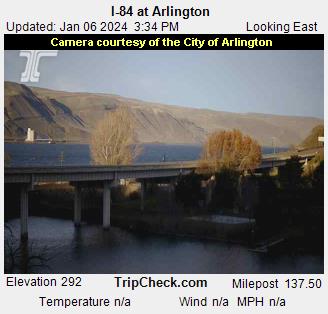 I-84 at Arlington
Updated: Jan 06 2024 3:34 PM Looking East
Camera courtesy of the City of Arlington
Elevation 292 TripCheck.com Milepost 137.50
Temperature n/a Wind n/a MPH n/a